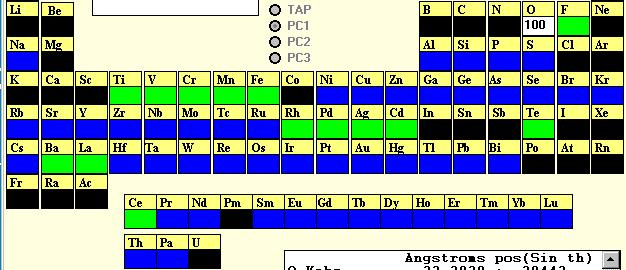 Li Be B C N O F Ne
100
TAP
PC1
PC2
PC3
Na Mg Al Si P S Cl Ar
K Ca Sc Ti V Cr Mn Fe Co Ni Cu Zn Ga Ge As Se Br Kr
Rb Sr Y Zr Nb Mo Tc Ru Rh Pd Ag Cd In Sn Sb Te I Xe
Cs Ba La Hf Ta W Re Os Ir Pt Au Hg Tl Pb Bi Po At Rn
Fr Ra Ac
Ce Pr Nd Pm Sm Eu Gd Tb Dy Ho Er Tm Yb Lu
Th Pa U
Angstroms pos(Sin th)